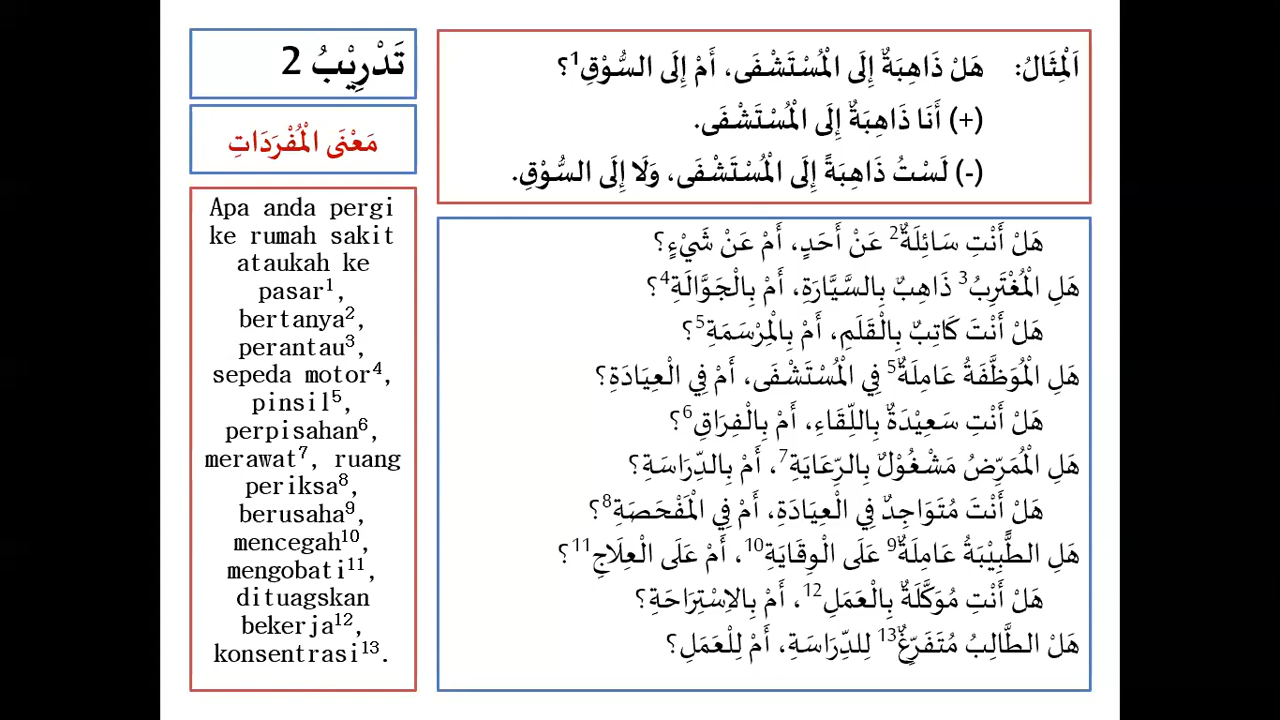 تَدْرِيْبُ 2
مَعْنَى الْمُفْرَدَاتِ
Apa anda pergi
ke rumah sakit
ataukah ke
pasar¹,
bertanya²,
perantau³,
sepeda motor⁴,
pinsil⁵,
perpisahan⁶,
merawat⁷, ruang
periksa⁸,
berusaha⁹,
mencegah¹⁰,
mengobati¹¹,
dituagskan
bekerja¹²,
konsentrasi¹³.
اَلْمِثَالُ: هَلْ ذَاهِبَةٌ إِلَى الْمُسْتَشْفَى، أَمْ إِلَى السُّوْقِ¹؟
(+) أَنَا ذَاهِبَةٌ إِلَى الْمُسْتَشْفَى.
(-) لَسْتُ ذَاهِبَةً إِلَى الْمُسْتَشْفَى، وَلَا إِلَى السُّوْقِ.
هَلْ أَنْتِ سَائِلَةٌ² عَنْ أَحَدٍ، أَمْ عَنْ شَيْءٍ؟
هَلِ الْمُغْتَرِبُ³ ذَاهِبٌ بِالسَّيَّارَةِ، أَمْ بِالْجَوَّالَةِ⁴؟
هَلْ أَنْتَ كَاتِبٌ بِالْقَلَمِ، أَمْ بِالْمِرْسَمَةِ⁵؟
هَلِ الْمُوَظَّفَةُ عَامِلَةٌ⁵ فِي الْمُسْتَشْفَى، أَمْ فِي الْعِيَادَةِ؟
هَلْ أَنْتِ سَعِيْدَةٌ بِاللِّقَاءِ، أَمْ بِالْفِرَاقِ⁶؟
هَلِ الْمُمَرِّضُ مَشْغُوْلٌ بِالرِّعَايَةِ⁷، أَمْ بِالدِّرَاسَةِ؟
هَلْ أَنْتَ مُتَوَاجِدٌ فِي الْعِيَادَةِ، أَمْ فِي الْمَفْحَصَةِ⁸؟
هَلِ الطَّبِيْبَةُ عَامِلَةٌ⁹ عَلَى الْوِقَايَةِ¹⁰، أَمْ عَلَى الْعِلَاجِ¹¹؟
هَلْ أَنْتِ مُوَكَّلَةٌ بِالْعَمَلِ¹²، أَمْ بِالاِسْتِرَاحَةِ؟
هَلْ الطَّالِبُ مُتَفَرِّغٌ¹³ لِلدِّرَاسَةِ، أَمْ لِلْعَمَلِ؟